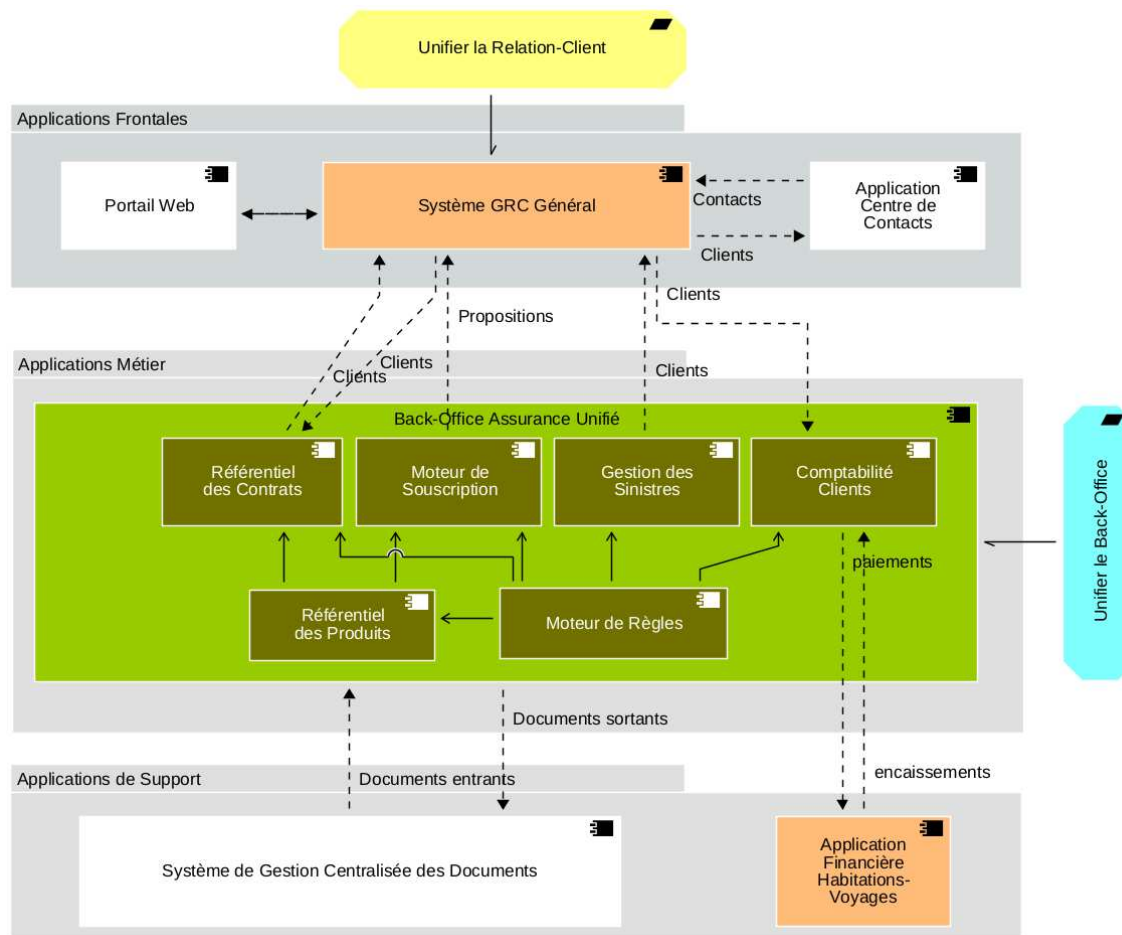 Unifier la Relation-Client
Applications Frontales
Portail Web
Système GRC Général
Contacts
Clients
Application
Centre de
Contacts
Clients
Propositions
Clients
Clients
Clients
Applications Métier
Back-Office Assurance Unifié
Référentiel
des Contrats
Moteur de
Souscription
Gestion des
Sinistres
Comptabilité
Clients
paiements
Référentiel
des Produits
Moteur de Règles
Unifier le Back-Office
Documents sortants
Applications de Support
Documents entrants
encaissements
Système de Gestion Centralisée des Documents
Application
Financière
Habitations-
Voyages